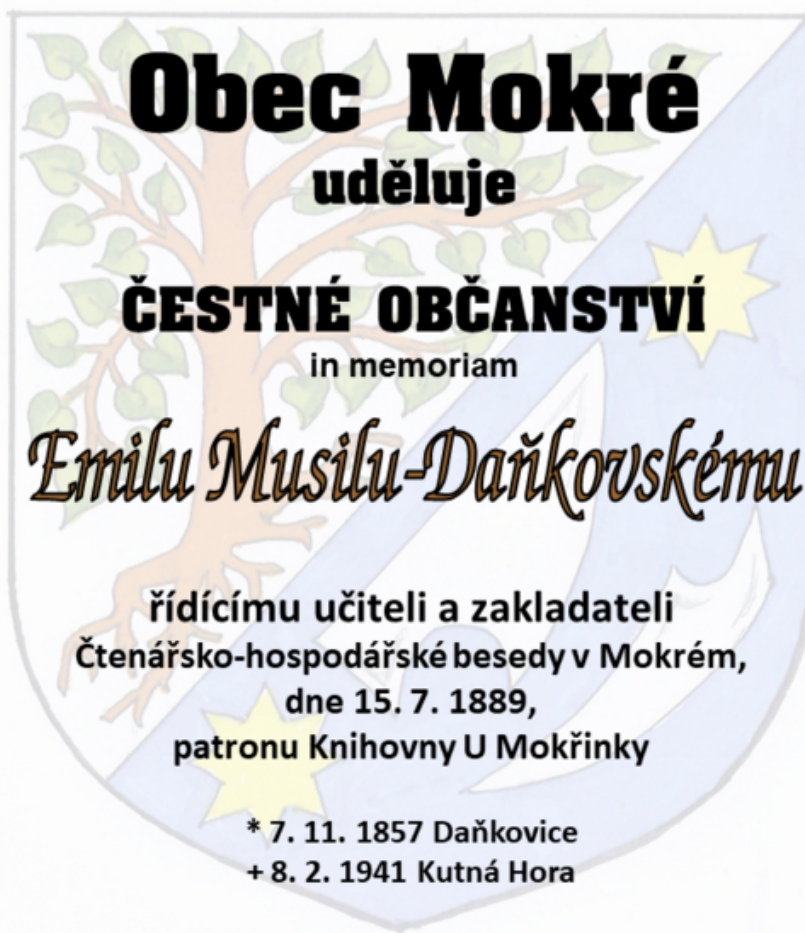 Obec Mokré
uděluje
ČESTNÉ OBČANSTVÍ
in memoriam
Emilu Musilu-Daňkovskému
řídícímu učiteli a zakladateli
Čtenářsko-hospodářské besedy v Mokrém,
dne 15. 7. 1889,
patronu Knihovny U Mokřinky
* 7. 11. 1857 Daňkovice
+ 8. 2. 1941 Kutná Hora